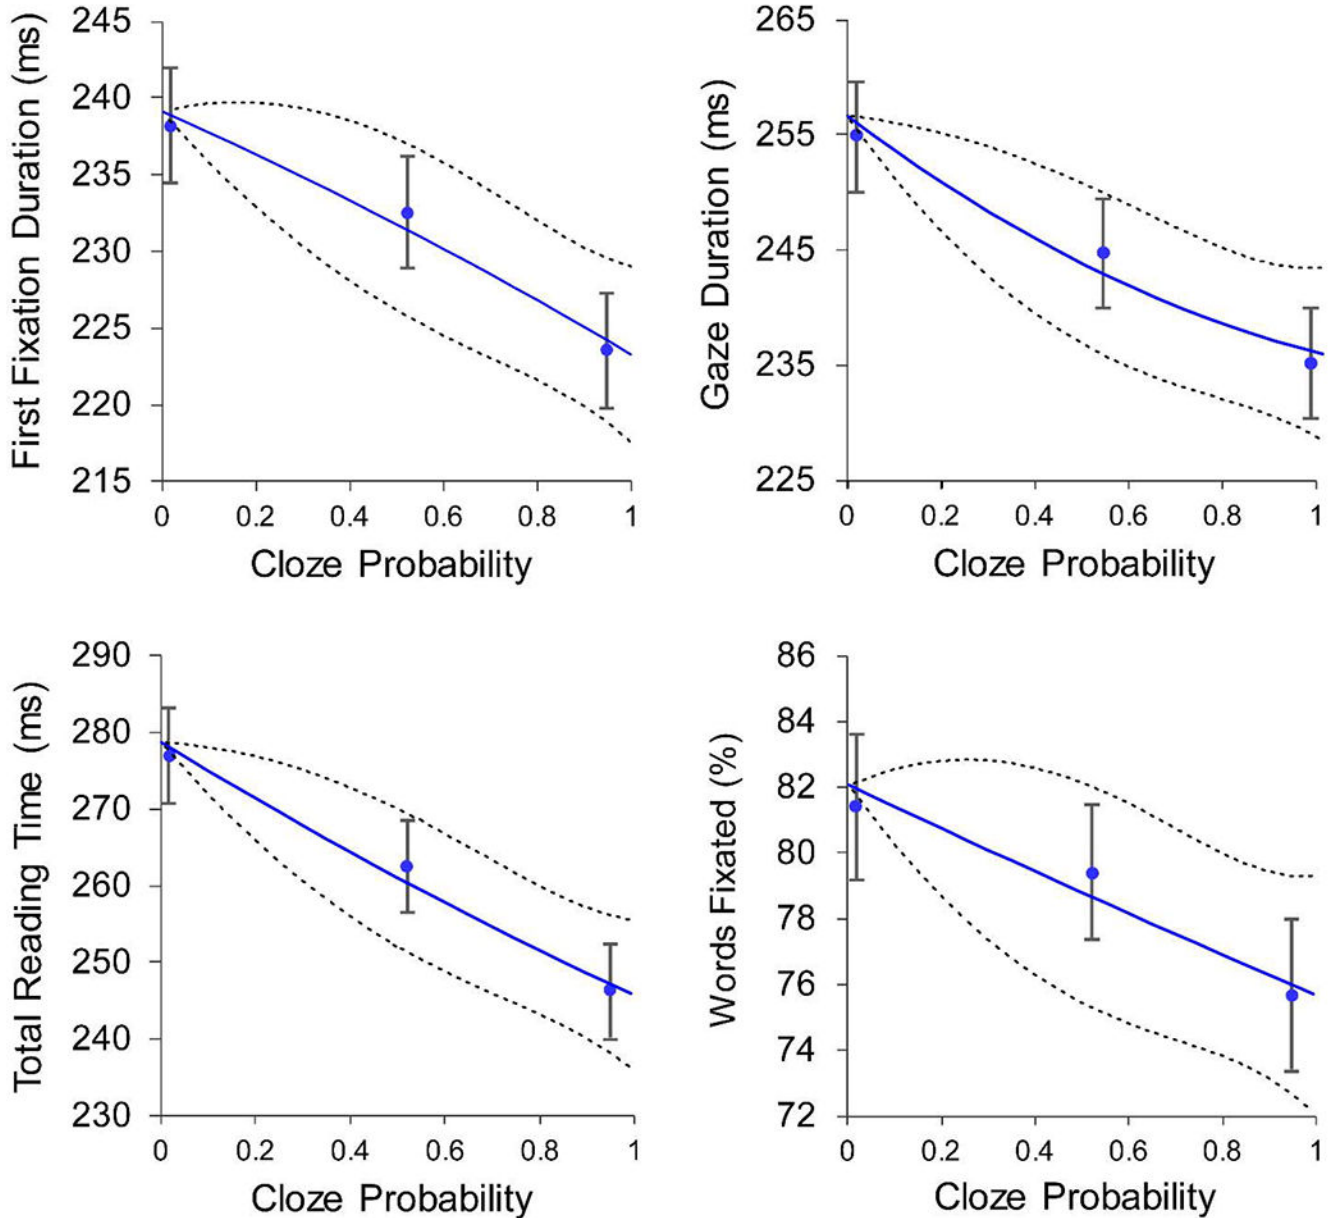 First Fixation Duration (ms)
245
240
235
230
225
220
215
0 0.2 0.4 0.6 0.8 1
Cloze Probability
Gaze Duration (ms)
265
255
245
235
225
0 0.2 0.4 0.6 0.8 1
Cloze Probability
Total Reading Time (ms)
290
280
270
260
250
240
230
0 0.2 0.4 0.6 0.8 1
Cloze Probability
Words Fixated (%)
86
84
82
80
78
76
74
72
0 0.2 0.4 0.6 0.8 1
Cloze Probability